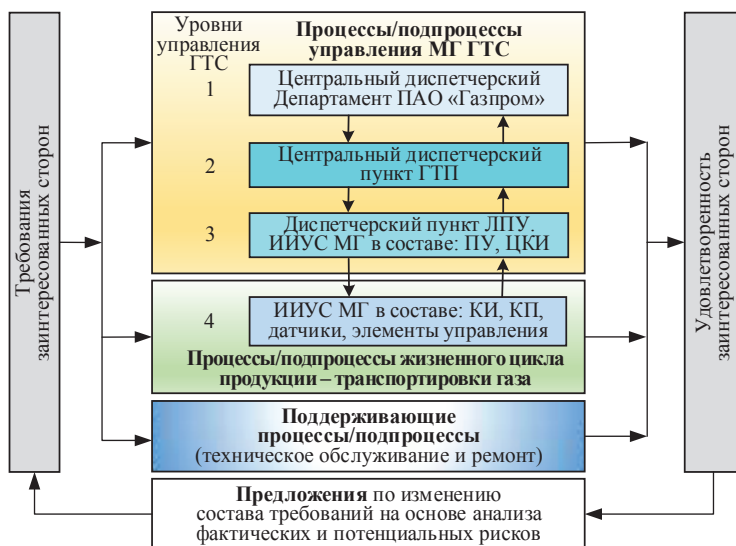 Требования
заинтересованных сторон
Уровни
управления
ГТС
Процессы/подпроцессы
управления МГ ГТС
1
Центральный диспетчерский
Департамент ПАО «Газпром»
2
Центральный диспетчерский
пункт ГТП
3
Диспетчерский пункт ЛПУ.
ИИУС МГ в составе: ПУ, ЦКИ
4
ИИУС МГ в составе: КИ, КП,
датчики, элементы управления
Процессы/подпроцессы жизненного цикла
продукции – транспортировки газа
Поддерживающие
процессы/подпроцессы
(техническое обслуживание и ремонт)
Предложения по изменению
состава требований на основе анализа
фактических и потенциальных рисков
Удовлетворенность
заинтересованных сторон